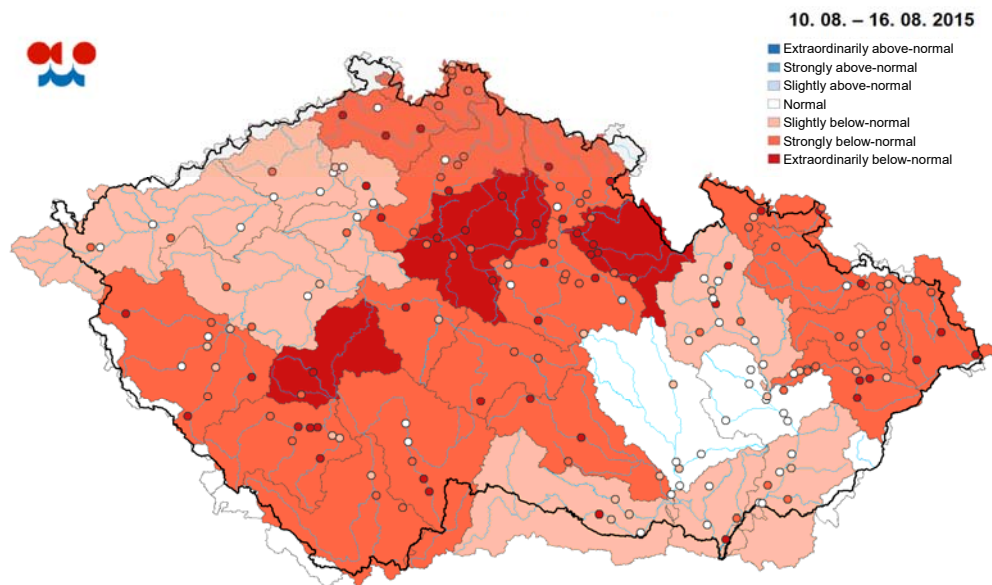 10. 08. – 16. 08. 2015
Extraordinarily above-normal
Strongly above-normal
Slightly above-normal
Normal
Slightly below-normal
Strongly below-normal
Extraordinarily below-normal